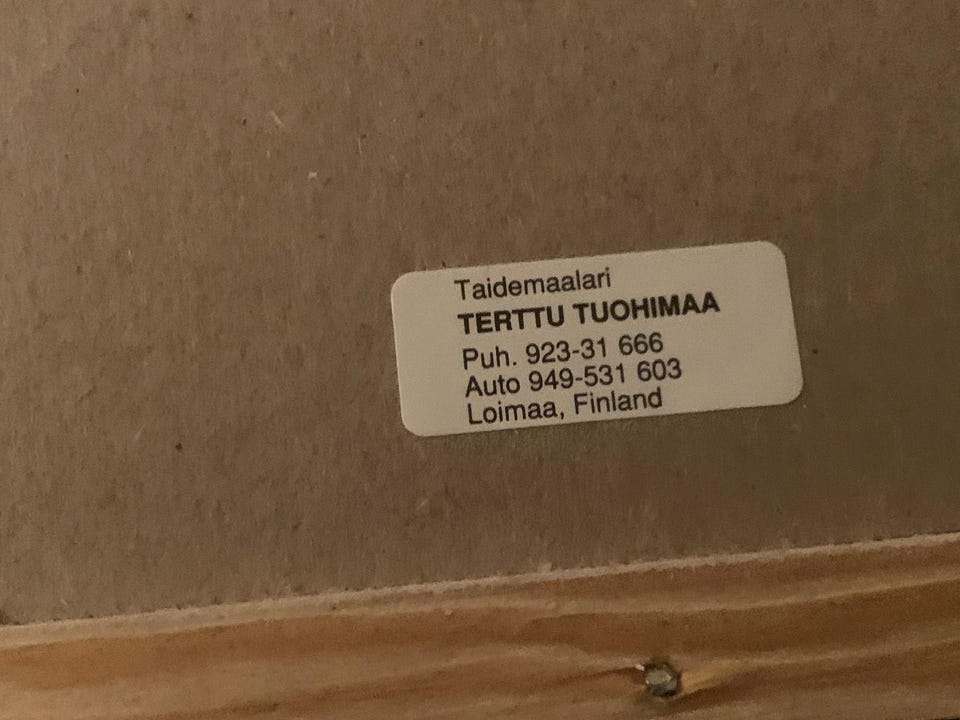 Taidemaalari
TERTTU TUOHIMAA
Puh. 923-31 666
Auto 949-531 603
Loimaa, Finland